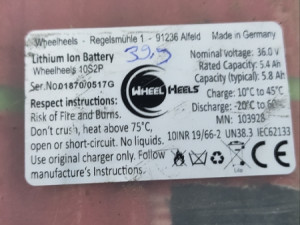 Wheelheels - Regelsmühle 1 - 91236 Alfeld
Made in Germany
Lithium Ion Battery
Wheelheels 10S2P
Ser.No01870/0517G
39,9
Nominal Voltage: 36.0 V
Rated Capacity: 5.4 Ah
Capacity (typical): 5.8 Ah
Charge: 10°C to 45°C
Discharge: -20°C to 60°C
MN: 103928
WHEEL HEELS
Respect instructions:
Risk of Fire and Burns.
Don't crush, heat above 75°C,
open or short-circuit. No liquids.
Use original charger only. Follow
manufacture's Instructions.
10INR 19/66-2 UN38.3 IEC62133
CE